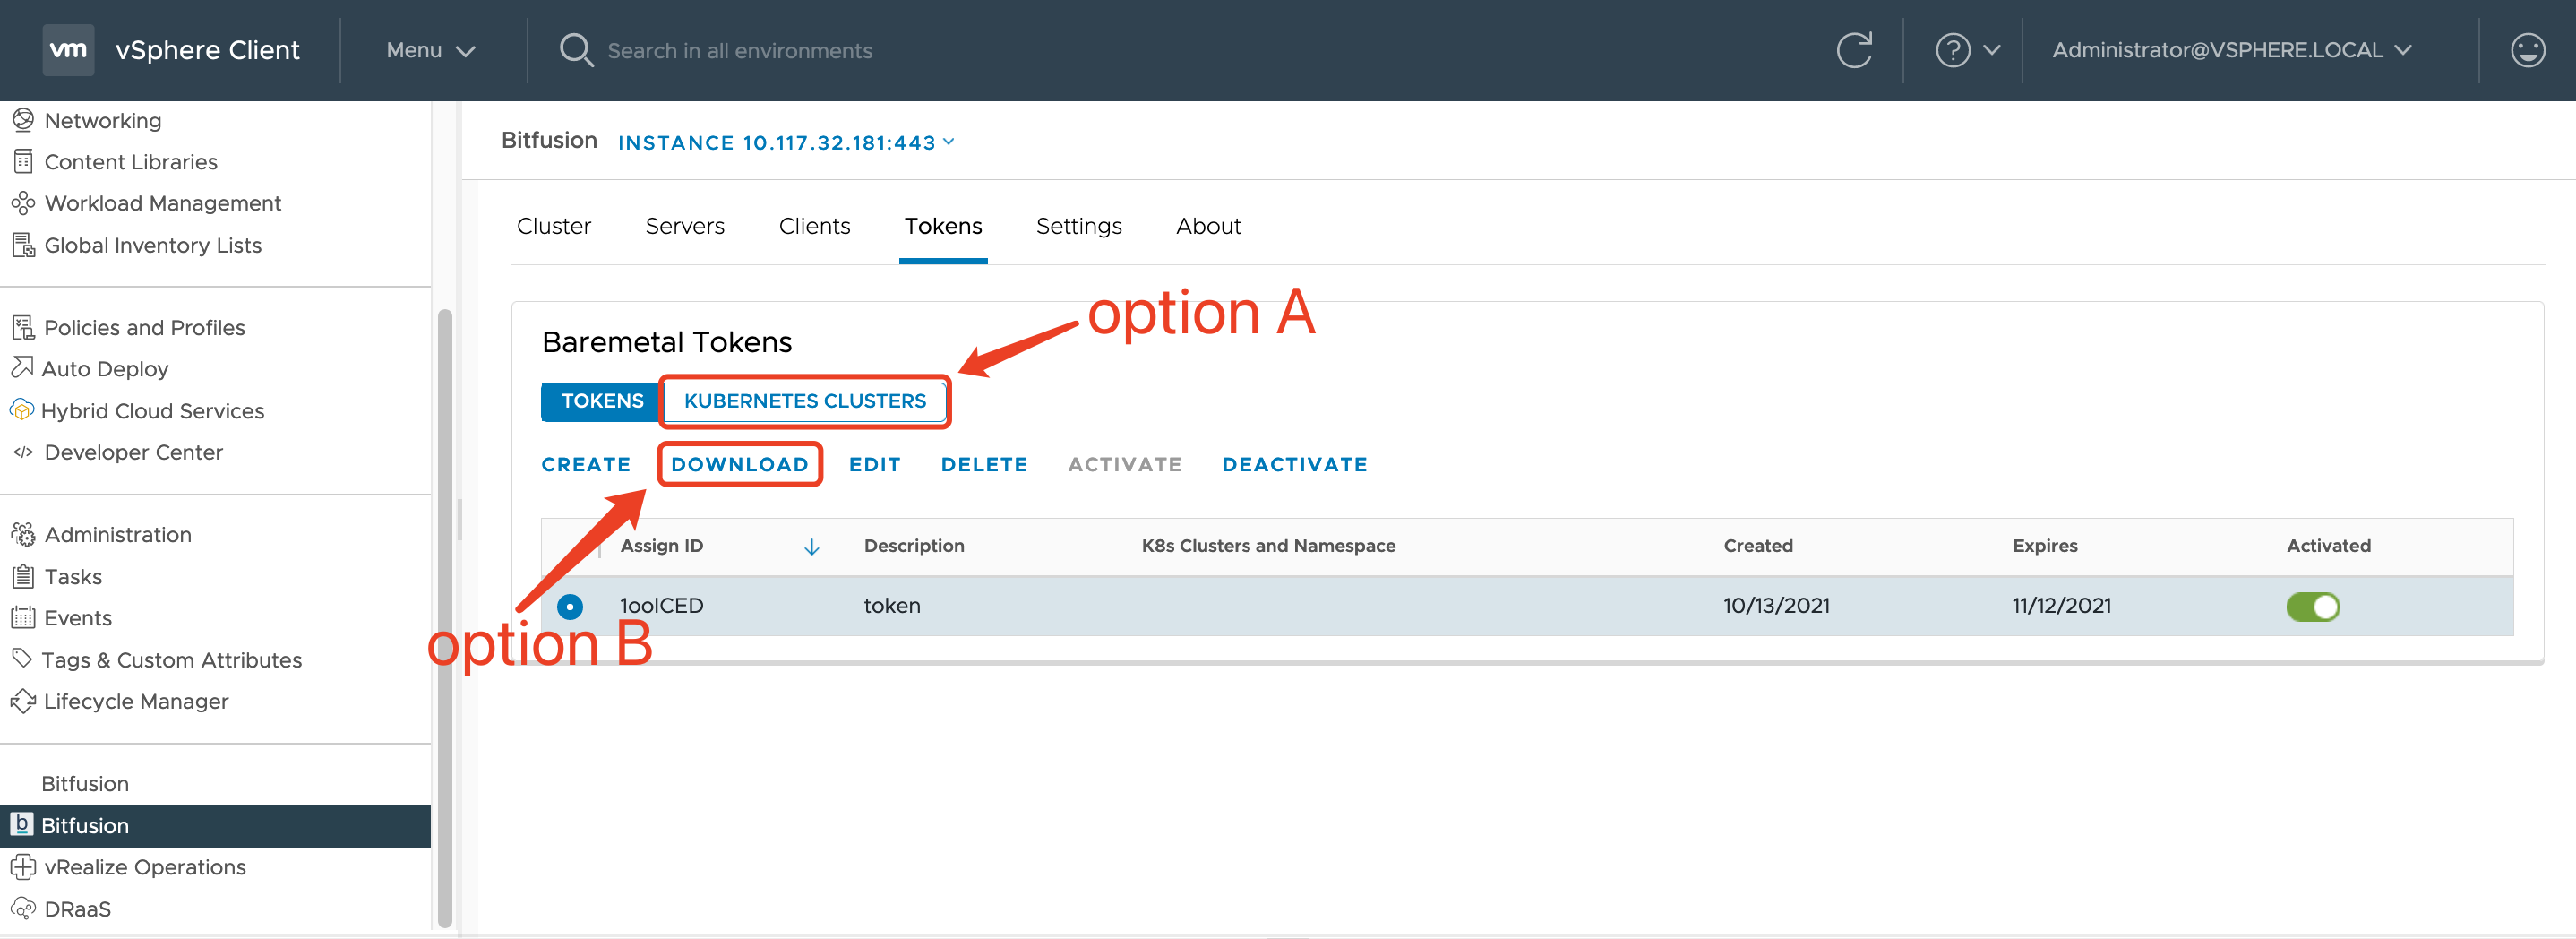 vm vSphere Client Menu Search in all environments ? Administrator@VSPHERE.LOCAL
Networking
Content Libraries
Workload Management
Global Inventory Lists
Policies and Profiles
Auto Deploy
Hybrid Cloud Services
Developer Center
Administration
Tasks
Events
Tags & Custom Attributes
Lifecycle Manager
Bitfusion
b Bitfusion
vRealize Operations
DRaaS
Bitfusion INSTANCE 10.117.32.181:443
Cluster Servers Clients Tokens Settings About
option A
Baremetal Tokens
TOKENS KUBERNETES CLUSTERS
CREATE DOWNLOAD EDIT DELETE ACTIVATE DEACTIVATE
Assign ID Description K8s Clusters and Namespace Created Expires Activated
1oolCED token 10/13/2021 11/12/2021
option B